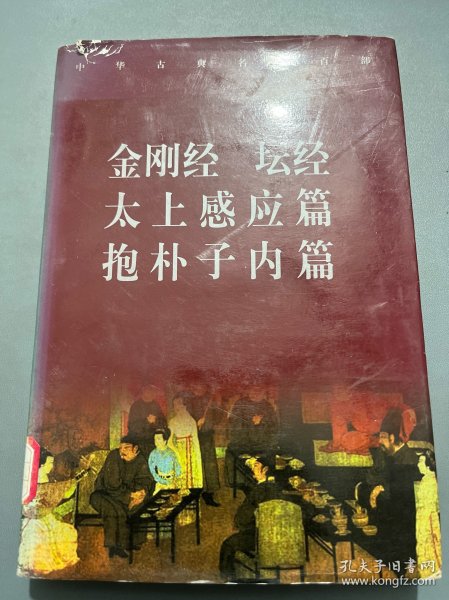 中华古典名 百部
金刚经 坛经
太上感应篇
抱朴子内篇
孔夫子旧书网
www.kongfz.com